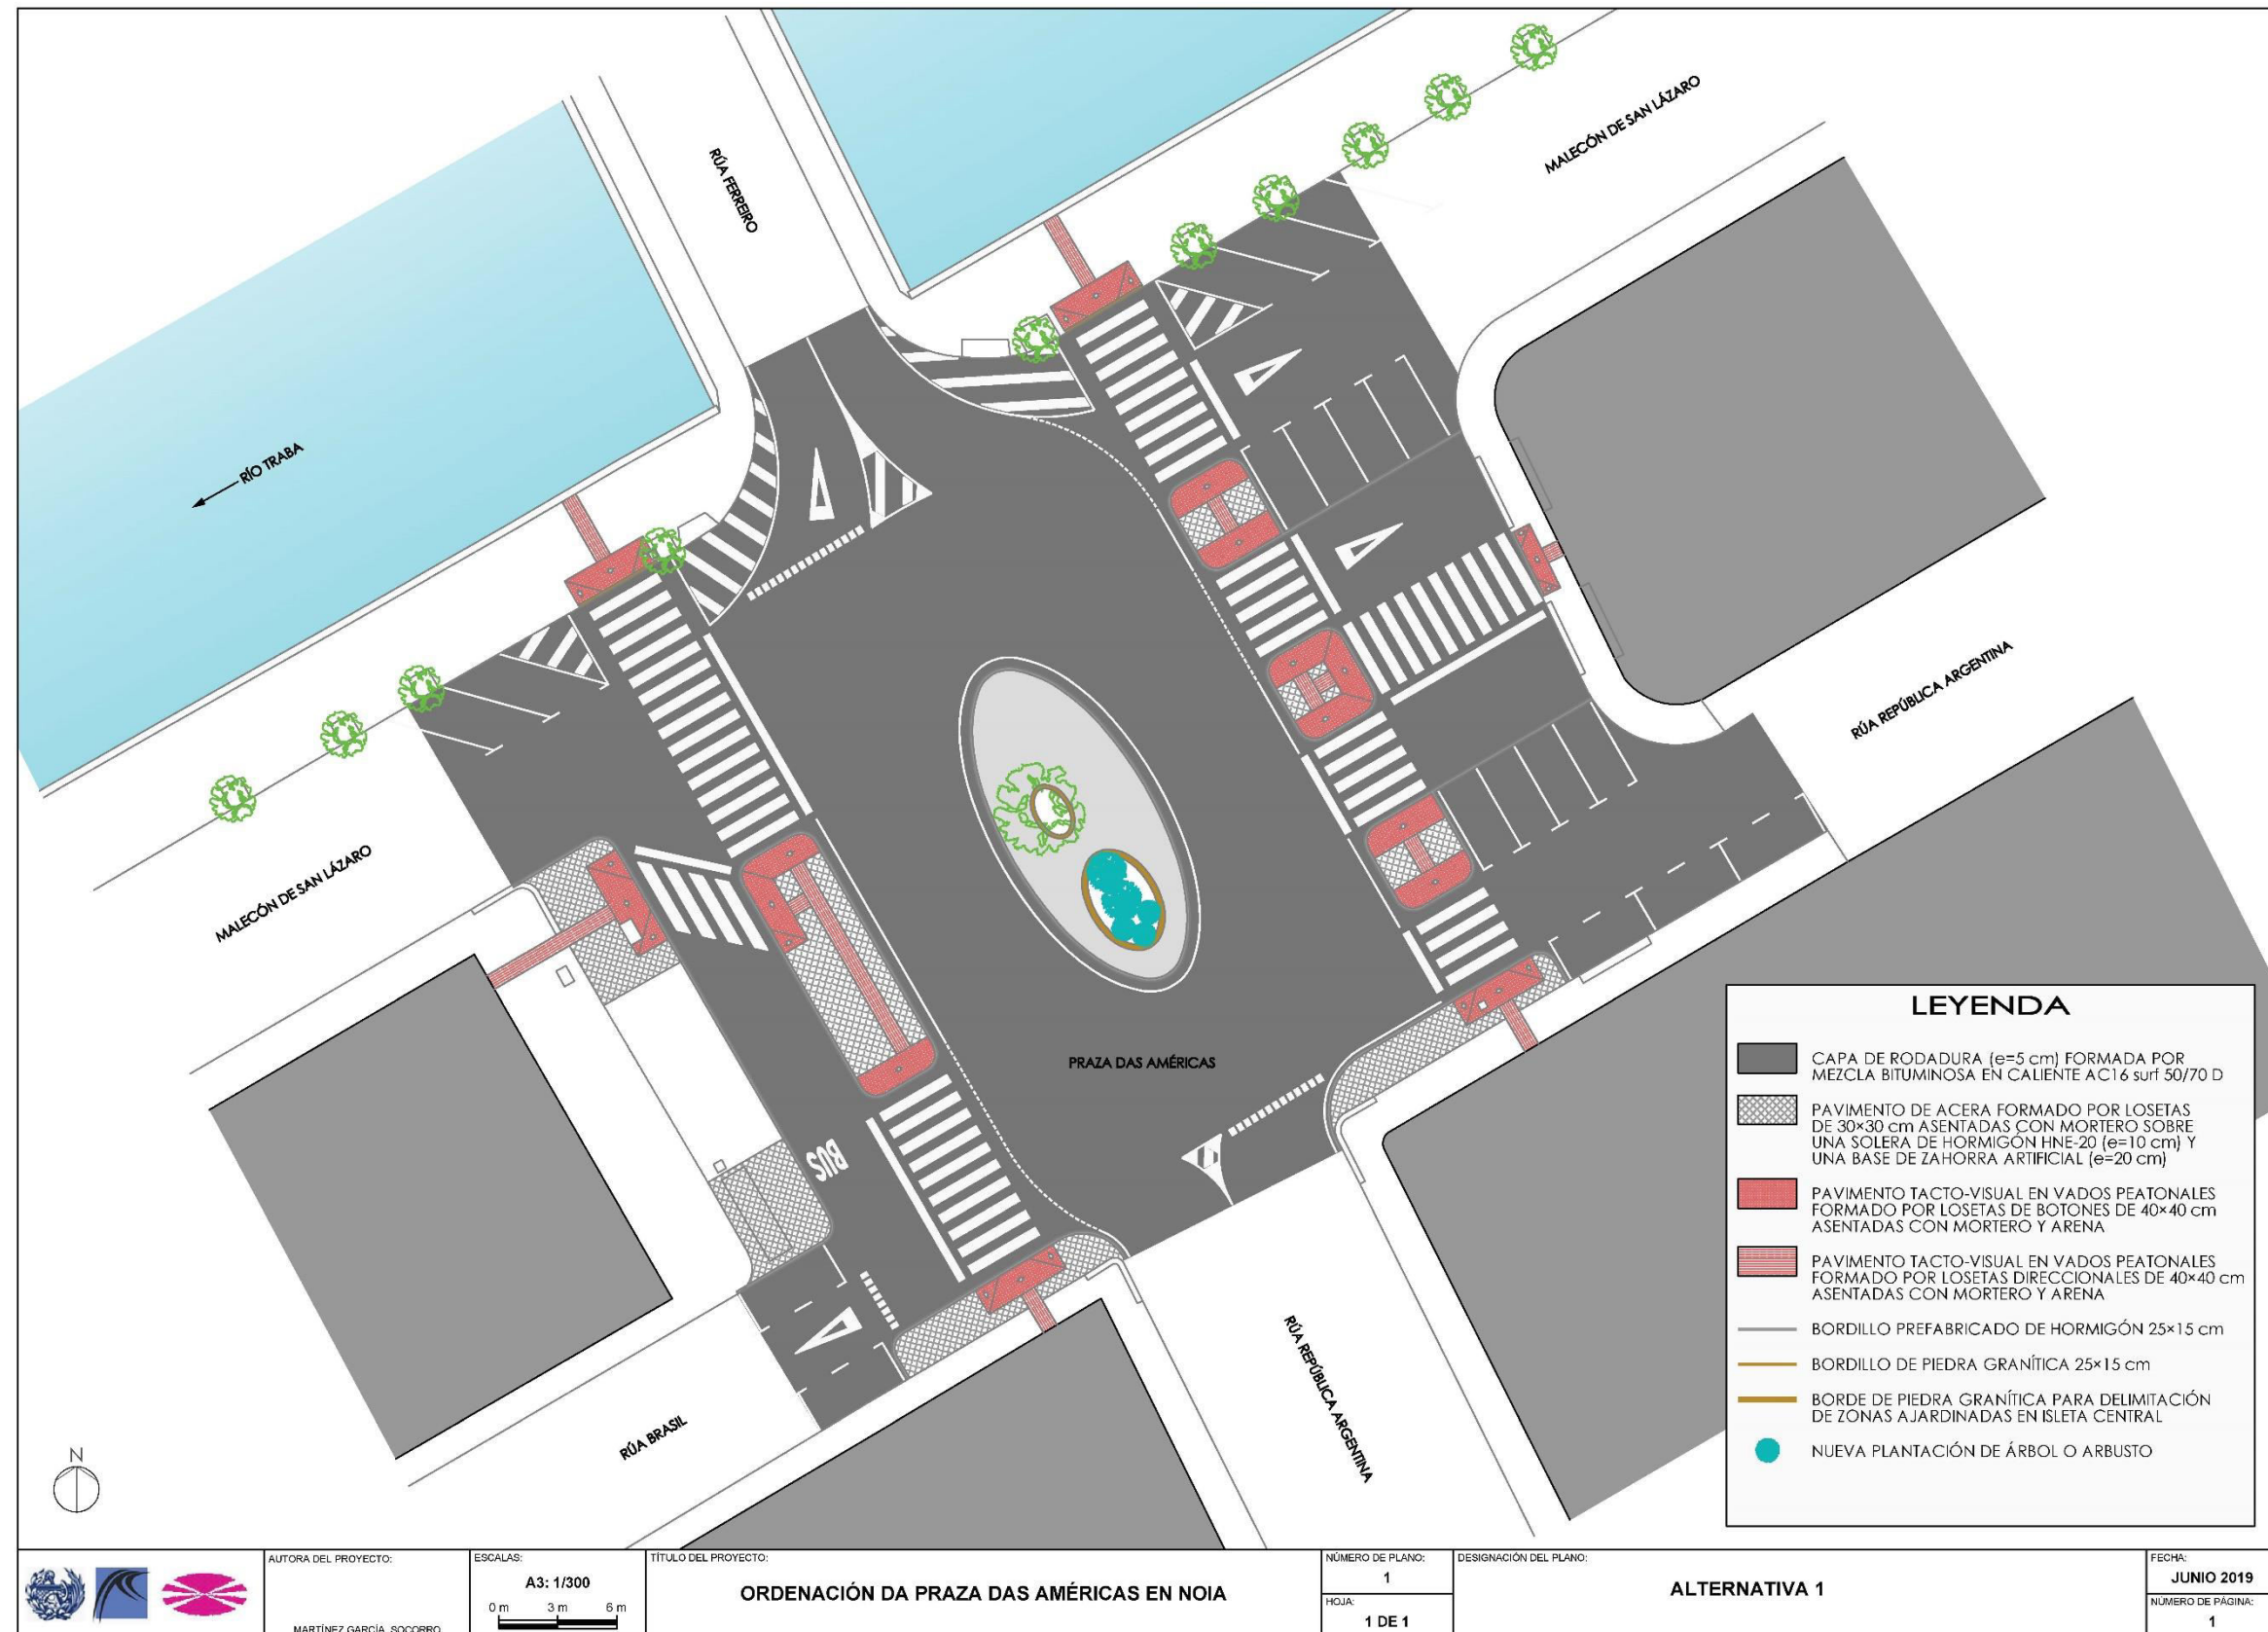 RÚA FERREIRO
MALECÓN DE SAN LÁZARO
RÍO TRABA
RÚA REPÚBLICA ARGENTINA
MALECÓN DE SAN LÁZARO
PRAZA DAS AMÉRICAS
BUS
RÚA BRASIL
RÚA REPÚBLICA ARGENTINA
N
LEYENDA
CAPA DE RODADURA (e=5 cm) FORMADA POR
MEZCLA BITUMINOSA EN CALIENTE AC16 surf 50/70 D
PAVIMENTO DE ACERA FORMADO POR LOSETAS
DE 30×30 cm ASENTADAS CON MORTERO SOBRE
UNA SOLERA DE HORMIGÓN HNE-20 (e=10 cm) Y
UNA BASE DE ZAHORRA ARTIFICIAL (e=20 cm)
PAVIMENTO TACTO-VISUAL EN VADOS PEATONALES
FORMADO POR LOSETAS DE BOTONES DE 40×40 cm
ASENTADAS CON MORTERO Y ARENA
PAVIMENTO TACTO-VISUAL EN VADOS PEATONALES
FORMADO POR LOSETAS DIRECCIONALES DE 40×40 cm
ASENTADAS CON MORTERO Y ARENA
BORDILLO PREFABRICADO DE HORMIGÓN 25×15 cm
BORDILLO DE PIEDRA GRANÍTICA 25×15 cm
BORDE DE PIEDRA GRANÍTICA PARA DELIMITACIÓN
DE ZONAS AJARDINADAS EN ISLETA CENTRAL
NUEVA PLANTACIÓN DE ÁRBOL O ARBUSTO
AUTORA DEL PROYECTO:
MARTÍNEZ GARCÍA, SOCORRO
ESCALAS:
A3: 1/300
0 m 3 m 6 m
TÍTULO DEL PROYECTO:
ORDENACIÓN DA PRAZA DAS AMÉRICAS EN NOIA
NÚMERO DE PLANO:
1
HOJA:
1 DE 1
DESIGNACIÓN DEL PLANO:
ALTERNATIVA 1
FECHA:
JUNIO 2019
NÚMERO DE PÁGINA:
1